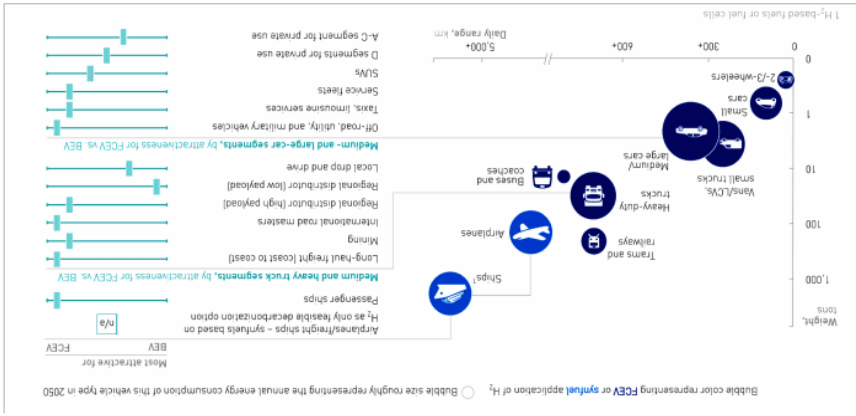 Bubble color representing FCEV or synfuel application of H₂
Bubble size roughly representing the annual energy consumption of this vehicle type in 2050
Weight,
tons
1,000
100
10
1
0
0
300+
600+
5,000+
Daily range,
km
Ships¹
Airplanes
Trams and
railways
Heavy-duty
trucks
Buses and
coaches
Vans/LCVs,
small trucks
Medium/
large cars
Small
cars
2-/3-wheelers
Most attractive for
BEV
FCEV
Airplanes/freight ships – synfuels based on
H₂ as only feasible decarbonization option
n/a
Passenger ships
Medium and heavy truck segments, by attractiveness for FCEV vs. BEV
Long-haul freight (coast to coast)
Mining
International road masters
Regional distributor (high payload)
Regional distributor (low payload)
Local drop and drive
Medium- and large-car segments, by attractiveness for FCEV vs. BEV
Off-road, utility, and military vehicles
Taxis, limousine services
Service fleets
SUVs
D segments for private use
A-C segment for private use
1 H₂-based-fuels or fuel cells